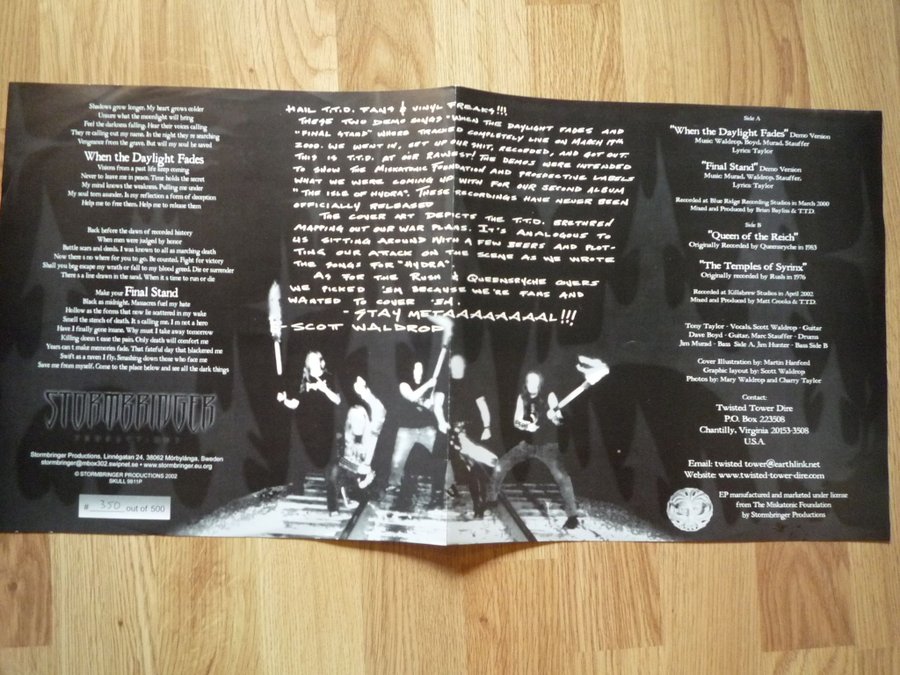 Shadows grow longer. My heart grows colder
Unsure what the moonlight will bring
Feel the darkness falling. Hear their voices calling
They're calling out my name. In the night they're searching
Vengeance from the grave. But will my soul be saved
When the Daylight Fades
Visions from a past life keep coming
Never to leave me in peace. Time holds the secret
My mind knows the weakness. Pulling me under
My soul torn asunder. Is my reflection a form of deception
Help me free them. Help me to release them
Back before the dawn of recorded history
When men were judged by honor
Battle scars and deeds. I was known to all as marching death
Now there's no where for you to go. Be counted. Fight for victory
Shall you beg escape my wrath or fall to my blood greed. Die or surrender
There's a line drawn in the sand. When it's time to run or die
Make your Final Stand
Black as midnight. Massacres fuel my hate
Hollow as the forms that now lie scattered in my wake
Smell the stench of death. It's calling me. I'm not a hero
Have I finally gone insane. Why must I take away tomorrow
Killing doesn't ease the pain. Only death will comfort me
Years can't make memories fade. That fateful day that blackened me
Swift as a raven I fly. Smashing down those who face me
Save me from myself. Come to the place below and see all the dark things
STORMBRINGER
PRODUCTIONS
Stormbringer Productions, Linnégatan 24, 38062 Mörbylånga, Sweden
stormbringer@mbox302.swipnet.se • www.stormbringer.eu.org
© STORMBRINGER PRODUCTIONS 2002
SKULL 9911P
# 350 out of 500
HAIL T.T.D. FANS & VINYL FREAKS!!!
THESE TWO DEMO SONGS "WHEN THE DAYLIGHT FADES AND
"FINAL STAND" WHERE TRACKED COMPLETELY LIVE ON MARCH 19TH
2000. WE WENT IN, SET UP OUR SHIT, RECORDED, AND GOT OUT.
THIS IS T.T.D. AT OUR RAWEST! THE DEMOS WERE INTENDED
TO SHOW THE MISKATONIC FOUNDATION AND PROSPECTIVE LABELS
WHAT WE WERE COMING UP WITH FOR OUR SECOND ALBUM
"THE ISLE OF HYDRA". THESE RECORDINGS HAVE NEVER BEEN
OFFICIALLY RELEASED
THE COVER ART DEPICTS THE T.T.D. BRETHREN
MAPPING OUT OUR WAR PLANS. IT'S ANALOGOUS TO
US SITTING AROUND WITH A FEW BEERS AND PLOT-
TING OUR ATTACK ON THE SCENE AS WE WROTE
THE SONGS FOR "HYDRA"
AS FOR THE RUSH & QUEENSRYCHE COVERS
WE PICKED 'EM BECAUSE WE'RE FANS AND
WANTED TO COVER 'EM.
- STAY METAAAAAAAAAL!!!
- SCOTT WALDROP
Side A
"When the Daylight Fades" Demo Version
Music: Waldrop, Boyd, Murad, Stauffer
Lyrics: Taylor
"Final Stand" Demo Version
Music: Murad, Waldrop, Stauffer,
Lyrics: Taylor
Recorded at Blue Ridge Recording Studios in March 2000
Mixed and Produced by Brian Bayliss & T.T.D.
Side B
"Queen of the Reich"
Originally Recorded by Queensryche in 1983
"The Temples of Syrinx"
Originally recorded by Rush in 1976
Recorded at Killabrew Studios in April 2002
Mixed and Produced by Matt Crooks & T.T.D.
Tony Taylor - Vocals, Scott Waldrop - Guitar
Dave Boyd - Guitar, Marc Stauffer - Drums
Jim Murad - Bass Side A, Jim Hunter - Bass Side B
Cover Illustration by: Martin Hanford
Graphic layout by: Scott Waldrop
Photos by: Mary Waldrop and Charry Taylor
Contact:
Twisted Tower Dire
P.O. Box 223508
Chantilly, Virginia 20153-3508
U.S.A.
Email: twisted tower@earthlink.net
Website: www.twisted-tower-dire.com
EP manufactured and marketed under license
from The Miskatonic Foundation
by Stormbringer Productions